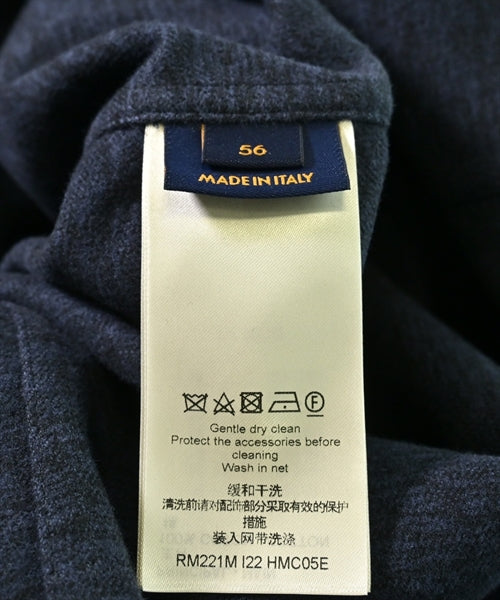 56
MADE IN ITALY
F
Gentle dry clean
Protect the accessories before
cleaning
Wash in net
缓和干洗
清洗前请对配饰部分采取有效的保护
措施
装入网带洗涤
RM221M I22 HMC05E